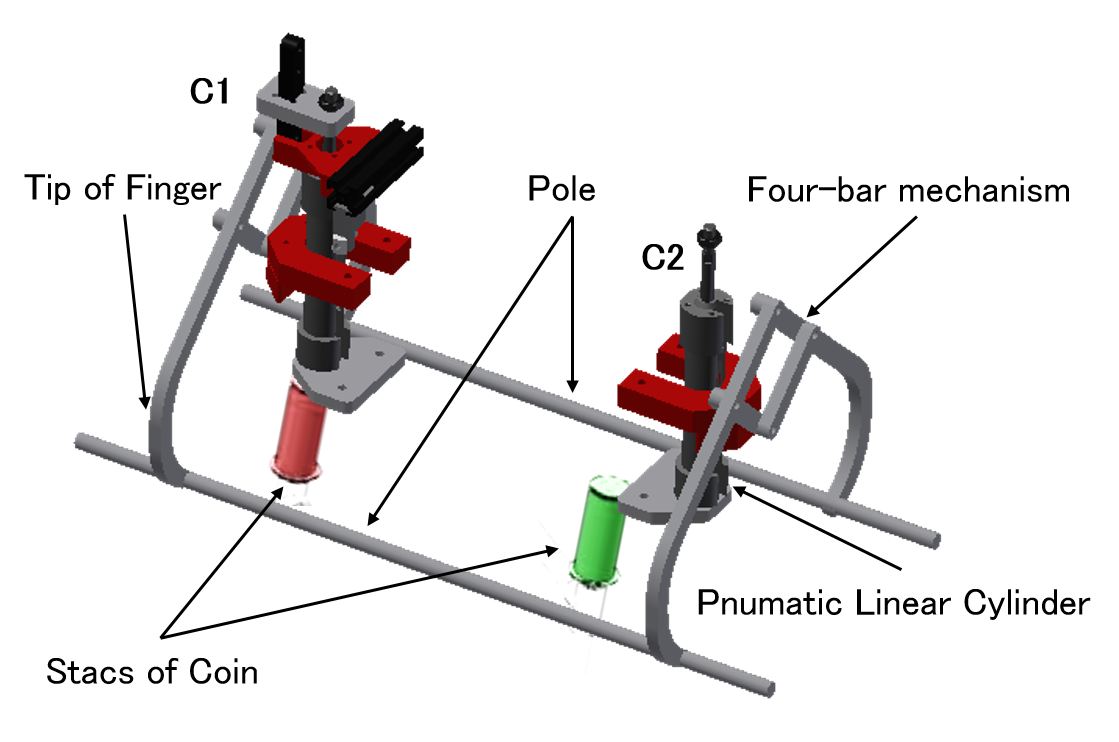 C1
Tip of Finger
Pole
Four-bar mechanism
C2
Pnumatic Linear Cylinder
Stacs of Coin